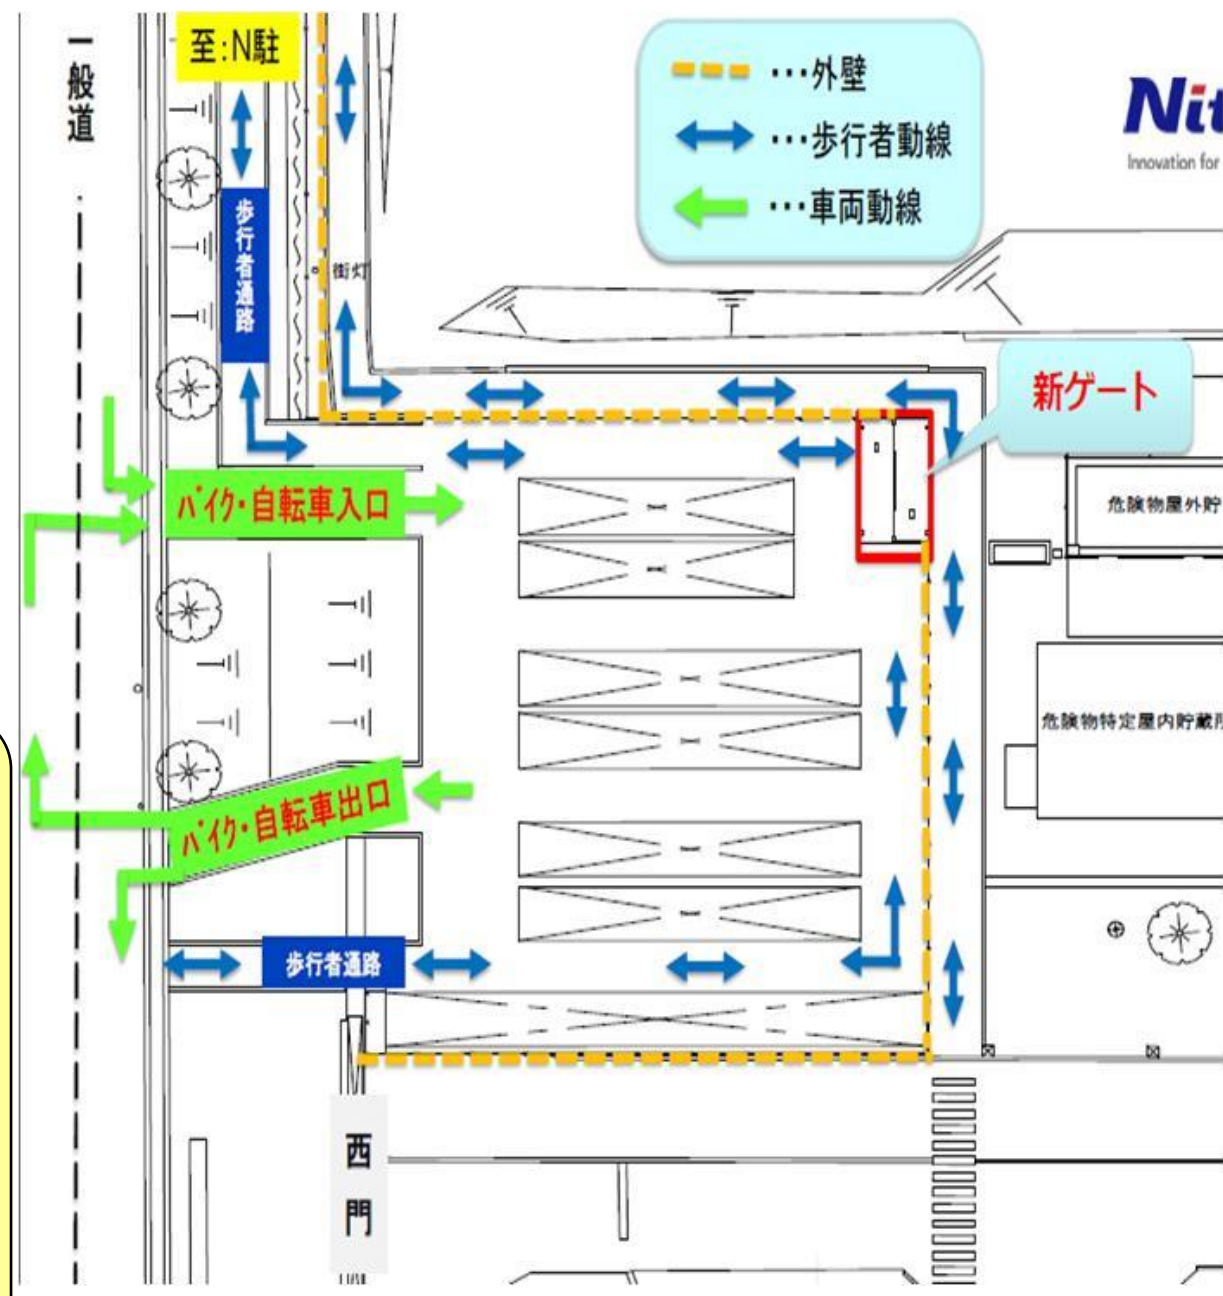 一般道
至:N駐
…外壁
…歩行者動線
…車両動線
Nit
Innovation for
歩行者通路
街灯
新ゲート
バイク・自転車入口
危険物屋外貯
危険物特定屋内貯蔵所
バイク・自転車出口
歩行者通路
西門